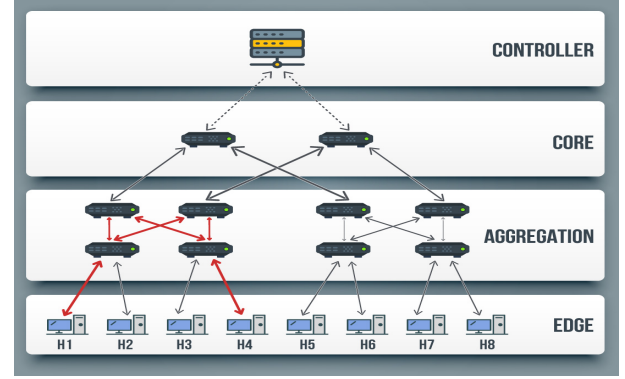 CONTROLLER
CORE
AGGREGATION
H1 H2 H3 H4 H5 H6 H7 H8
EDGE